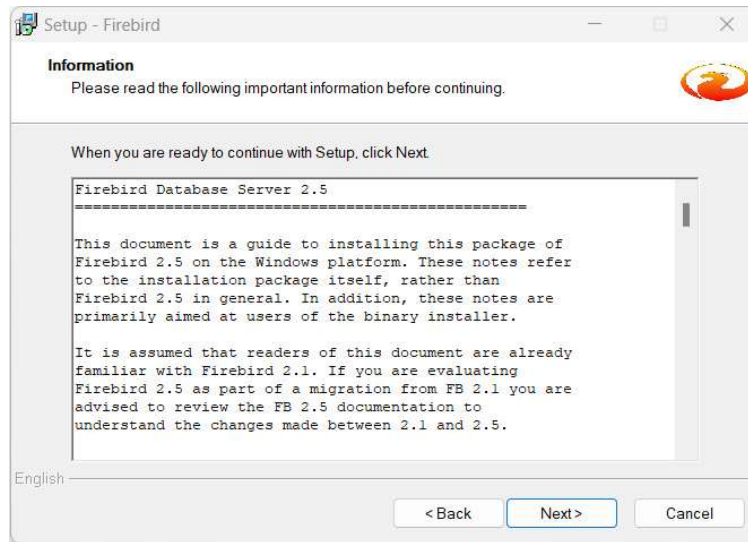 Setup - Firebird
Information
Please read the following important information before continuing.
When you are ready to continue with Setup, click Next.
Firebird Database Server 2.5
==================================================
This document is a guide to installing this package of
Firebird 2.5 on the Windows platform. These notes refer
to the installation package itself, rather than
Firebird 2.5 in general. In addition, these notes are
primarily aimed at users of the binary installer.
It is assumed that readers of this document are already
familiar with Firebird 2.1. If you are evaluating
Firebird 2.5 as part of a migration from FB 2.1 you are
advised to review the FB 2.5 documentation to
understand the changes made between 2.1 and 2.5.
English
< Back Next > Cancel